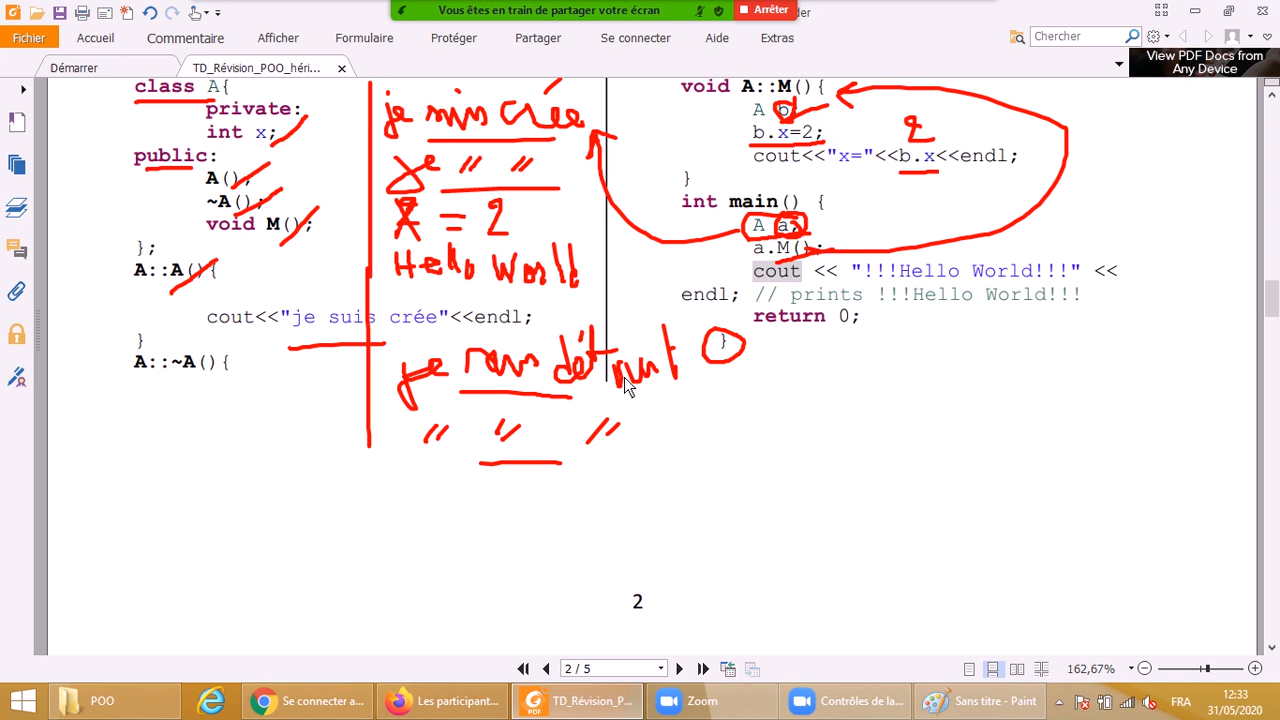 Vous êtes en train de partager votre écran
Arrêter
Fichier Accueil Commentaire Afficher Formulaire Protéger Partager Se connecter Aide Extras
Chercher
Démarrer
TD_Révision_POO_héri...
View PDF Docs from
Any Device
class A{
private:
int x;
public:
A();
~A();
void M();
};
A::A(){
cout<<"je suis crée"<<endl;
}
A::~A(){
je suis crée
je " "
X = 2
Hello World
je
" " "
void A::M(){
A b;
b.x=2;
2
cout<<"x="<<b.x<<endl;
}
int main() {
A a;
a.M();
cout << "!!!Hello World!!!" <<
endl; // prints !!!Hello World!!!
return 0;
}
2
2 / 5
162,67%
POO
Se connecter a...
Les participant...
TD_Révision_PO...
Zoom
Contrôles de la...
Sans titre - Paint
FRA
12:33
31/05/2020